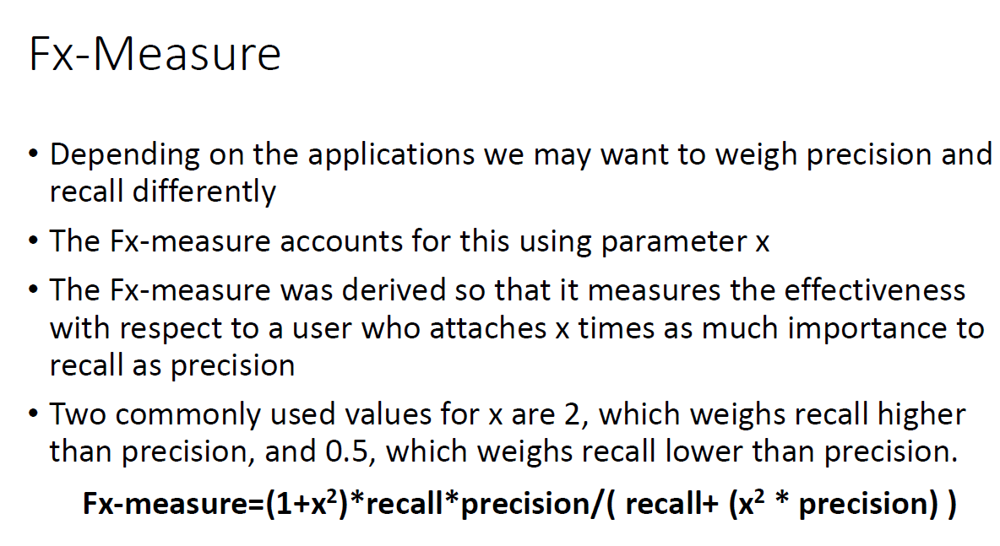 Fx-Measure
• Depending on the applications we may want to weigh precision and
recall differently
• The Fx-measure accounts for this using parameter x
• The Fx-measure was derived so that it measures the effectiveness
with respect to a user who attaches x times as much importance to
recall as precision
• Two commonly used values for x are 2, which weighs recall higher
than precision, and 0.5, which weighs recall lower than precision.
Fx-measure=(1+x²)*recall*precision/( recall+ (x² * precision) )